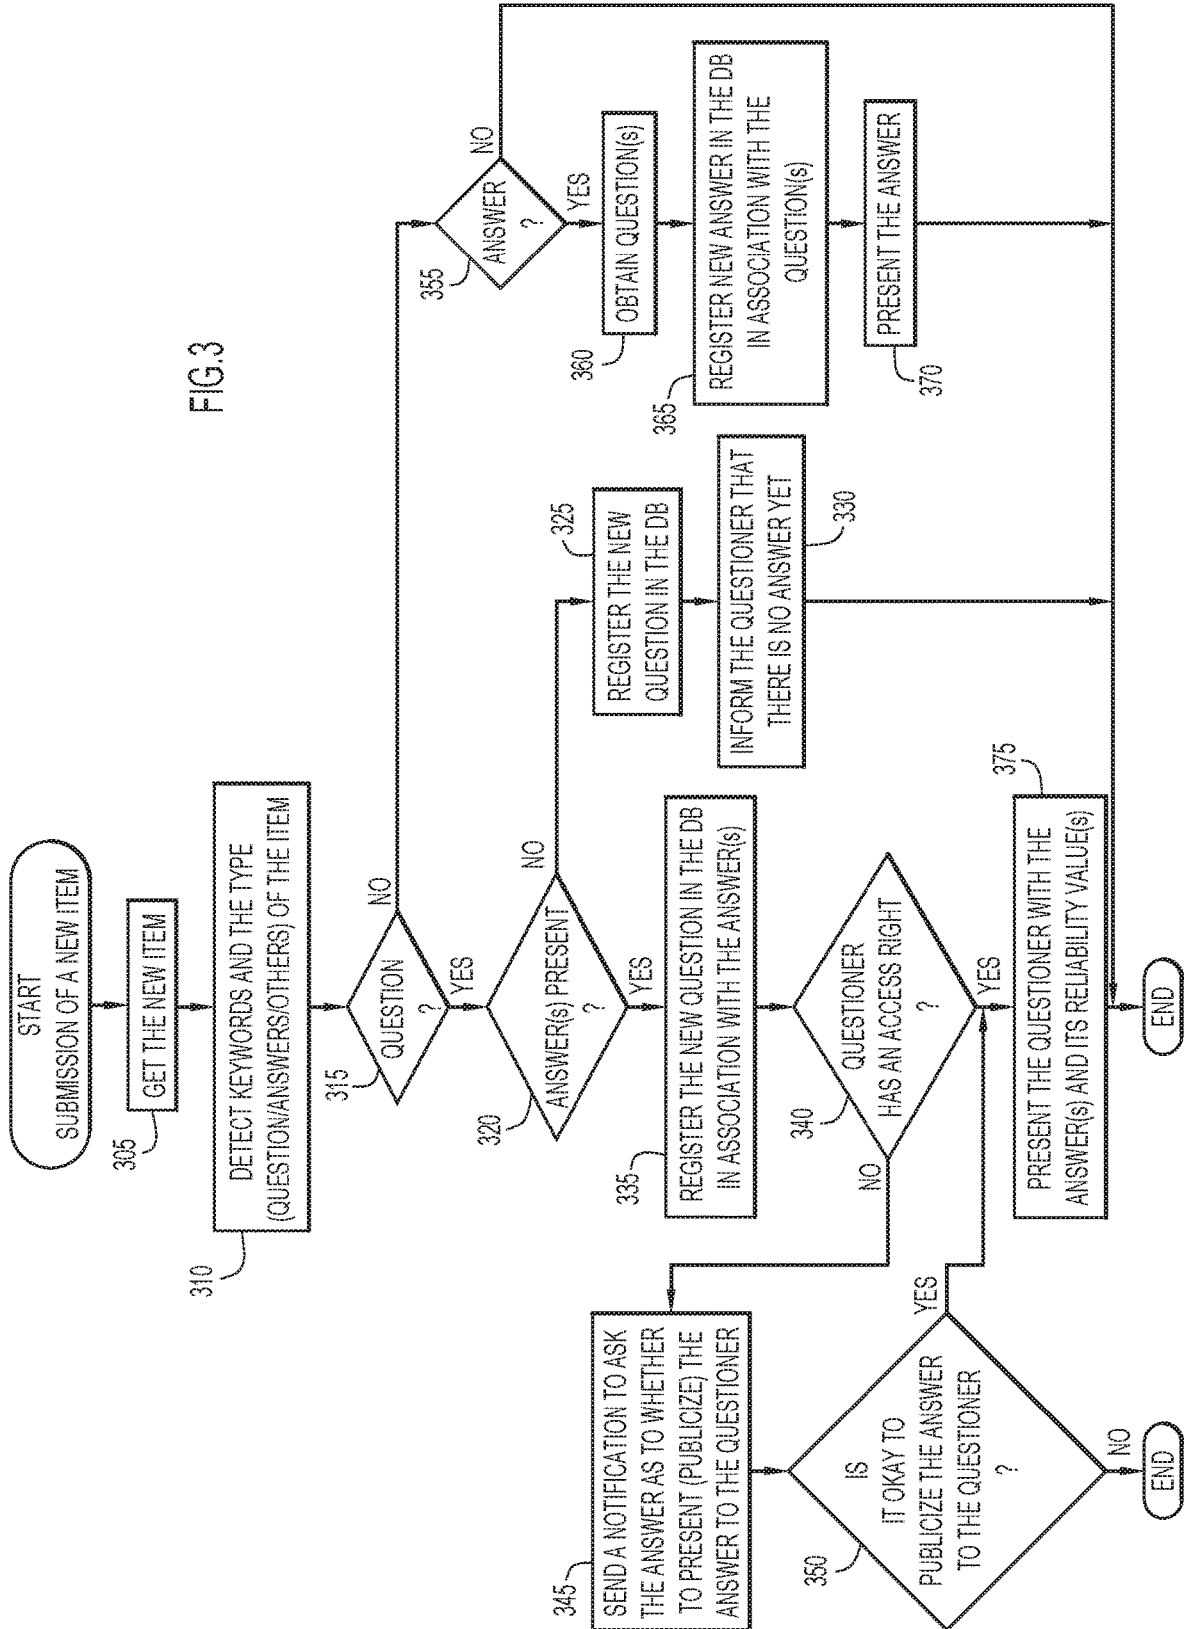 FIG.3
START
SUBMISSION OF A NEW ITEM
305
GET THE NEW ITEM
310
DETECT KEYWORDS AND THE TYPE
(QUESTION/ANSWERS/OTHERS) OF THE ITEM
315
QUESTION
?
NO
YES
320
ANSWER(s) PRESENT
?
NO
YES
335
REGISTER THE NEW QUESTION IN THE DB
IN ASSOCIATION WITH THE ANSWER(s)
340
QUESTIONER
HAS AN ACCESS RIGHT
?
NO
YES
345
SEND A NOTIFICATION TO ASK
THE ANSWER AS TO WHETHER
TO PRESENT (PUBLICIZE) THE
ANSWER TO THE QUESTIONER
350
IS
IT OKAY TO
PUBLICIZE THE ANSWER
TO THE QUESTIONER
?
YES
NO
END
375
PRESENT THE QUESTIONER WITH THE
ANSWER(s) AND ITS RELIABILITY VALUE(s)
END
325
REGISTER THE NEW
QUESTION IN THE DB
330
INFORM THE QUESTIONER THAT
THERE IS NO ANSWER YET
355
ANSWER
?
NO
YES
360
OBTAIN QUESTION(s)
365
REGISTER NEW ANSWER IN THE DB
IN ASSOCIATION WITH THE
QUESTION(s)
370
PRESENT THE ANSWER